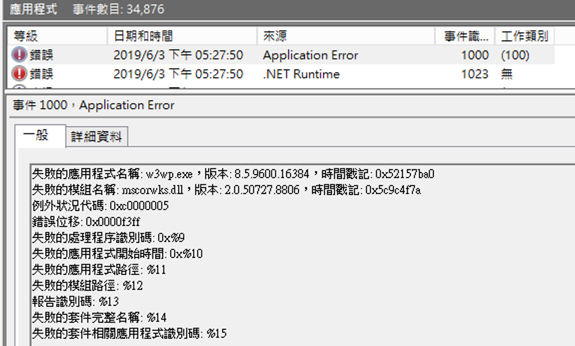 應用程式 事件數目: 34,876
等級 日期和時間 來源 事件識... 工作類別
錯誤 2019/6/3 下午 05:27:50 Application Error 1000 (100)
錯誤 2019/6/3 下午 05:27:50 .NET Runtime 1023 無
事件 1000，Application Error
一般 詳細資料
失敗的應用程式名稱: w3wp.exe，版本: 8.5.9600.16384，時間戳記: 0x52157ba0
失敗的模組名稱: mscorwks.dll，版本: 2.0.50727.8806，時間戳記: 0x5c9c4f7a
例外狀況代碼: 0xc0000005
錯誤位移: 0x0000f3ff
失敗的處理程序識別碼: 0x%9
失敗的應用程式開始時間: 0x%10
失敗的應用程式路徑: %11
失敗的模組路徑: %12
報告識別碼: %13
失敗的套件完整名稱: %14
失敗的套件相關應用程式識別碼: %15